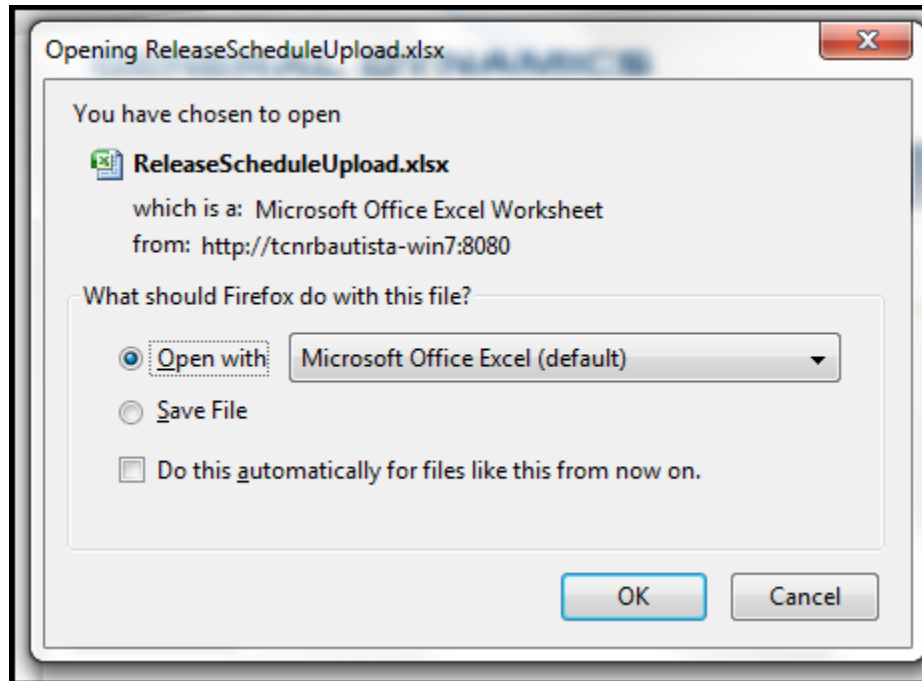 Opening ReleaseScheduleUpload.xlsx
GENERAL DYNAMICS
You have chosen to open
ReleaseScheduleUpload.xlsx
which is a: Microsoft Office Excel Worksheet
from: http://tcnrbautista-win7:8080
What should Firefox do with this file?
Open with Microsoft Office Excel (default)
Save File
Do this automatically for files like this from now on.
OK Cancel